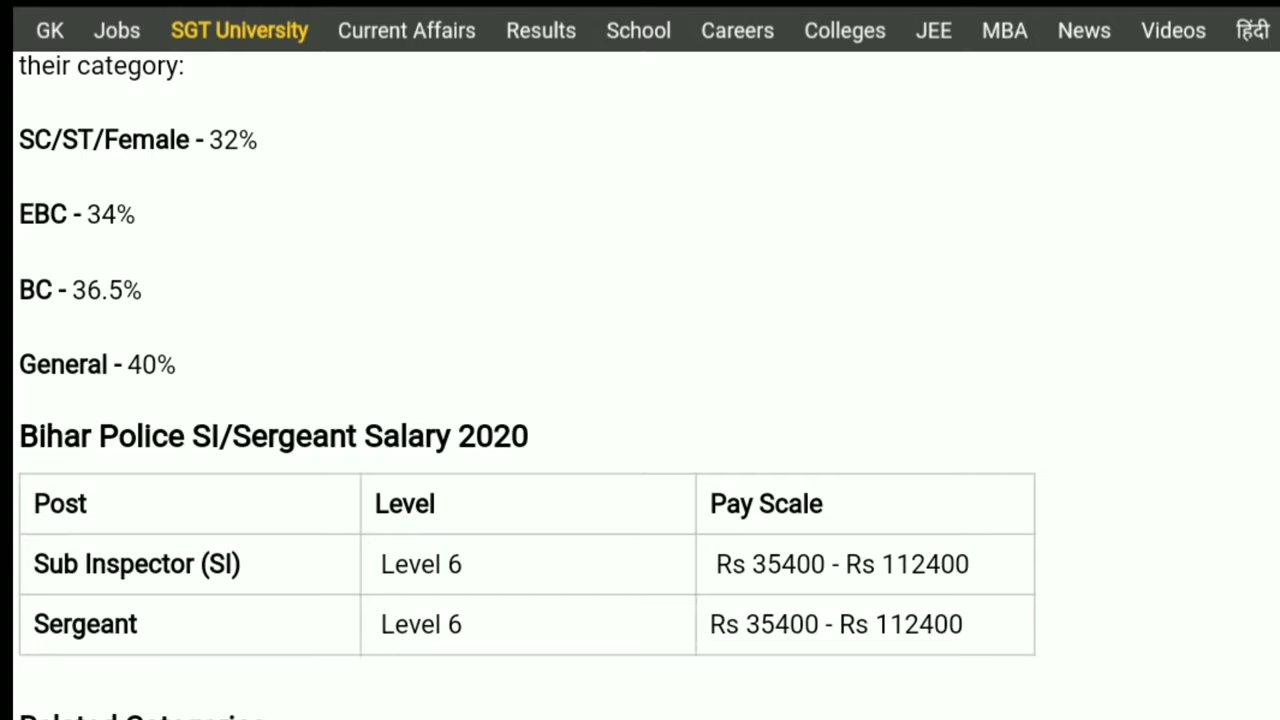 GK Jobs SGT University Current Affairs Results School Careers Colleges JEE MBA News Videos हिंदी
their category:
SC/ST/Female - 32%
EBC - 34%
BC - 36.5%
General - 40%
Bihar Police SI/Sergeant Salary 2020
Post Level Pay Scale
Sub Inspector (SI) Level 6 Rs 35400 - Rs 112400
Sergeant Level 6 Rs 35400 - Rs 112400